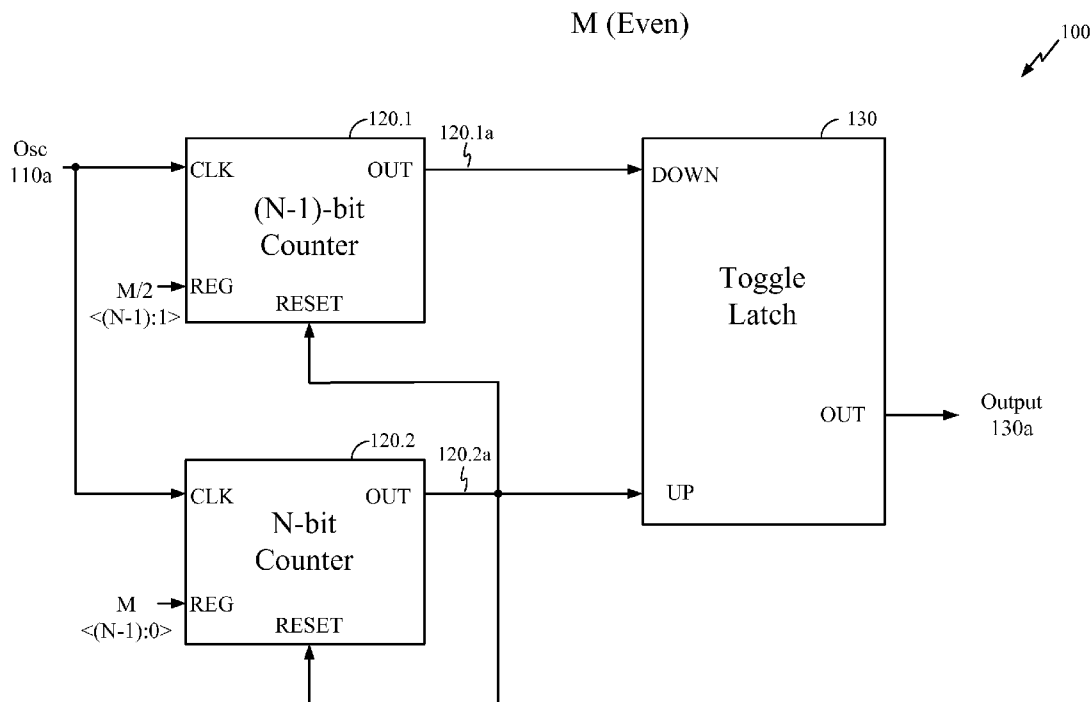 M (Even)
100
120.1
120.1a
130
Osc
110a
CLK
OUT
DOWN
(N-1)-bit
Counter
Toggle
Latch
M/2
<(N-1):1>
REG
RESET
OUT
Output
130a
120.2
120.2a
CLK
OUT
UP
N-bit
Counter
M
<(N-1):0>
REG
RESET